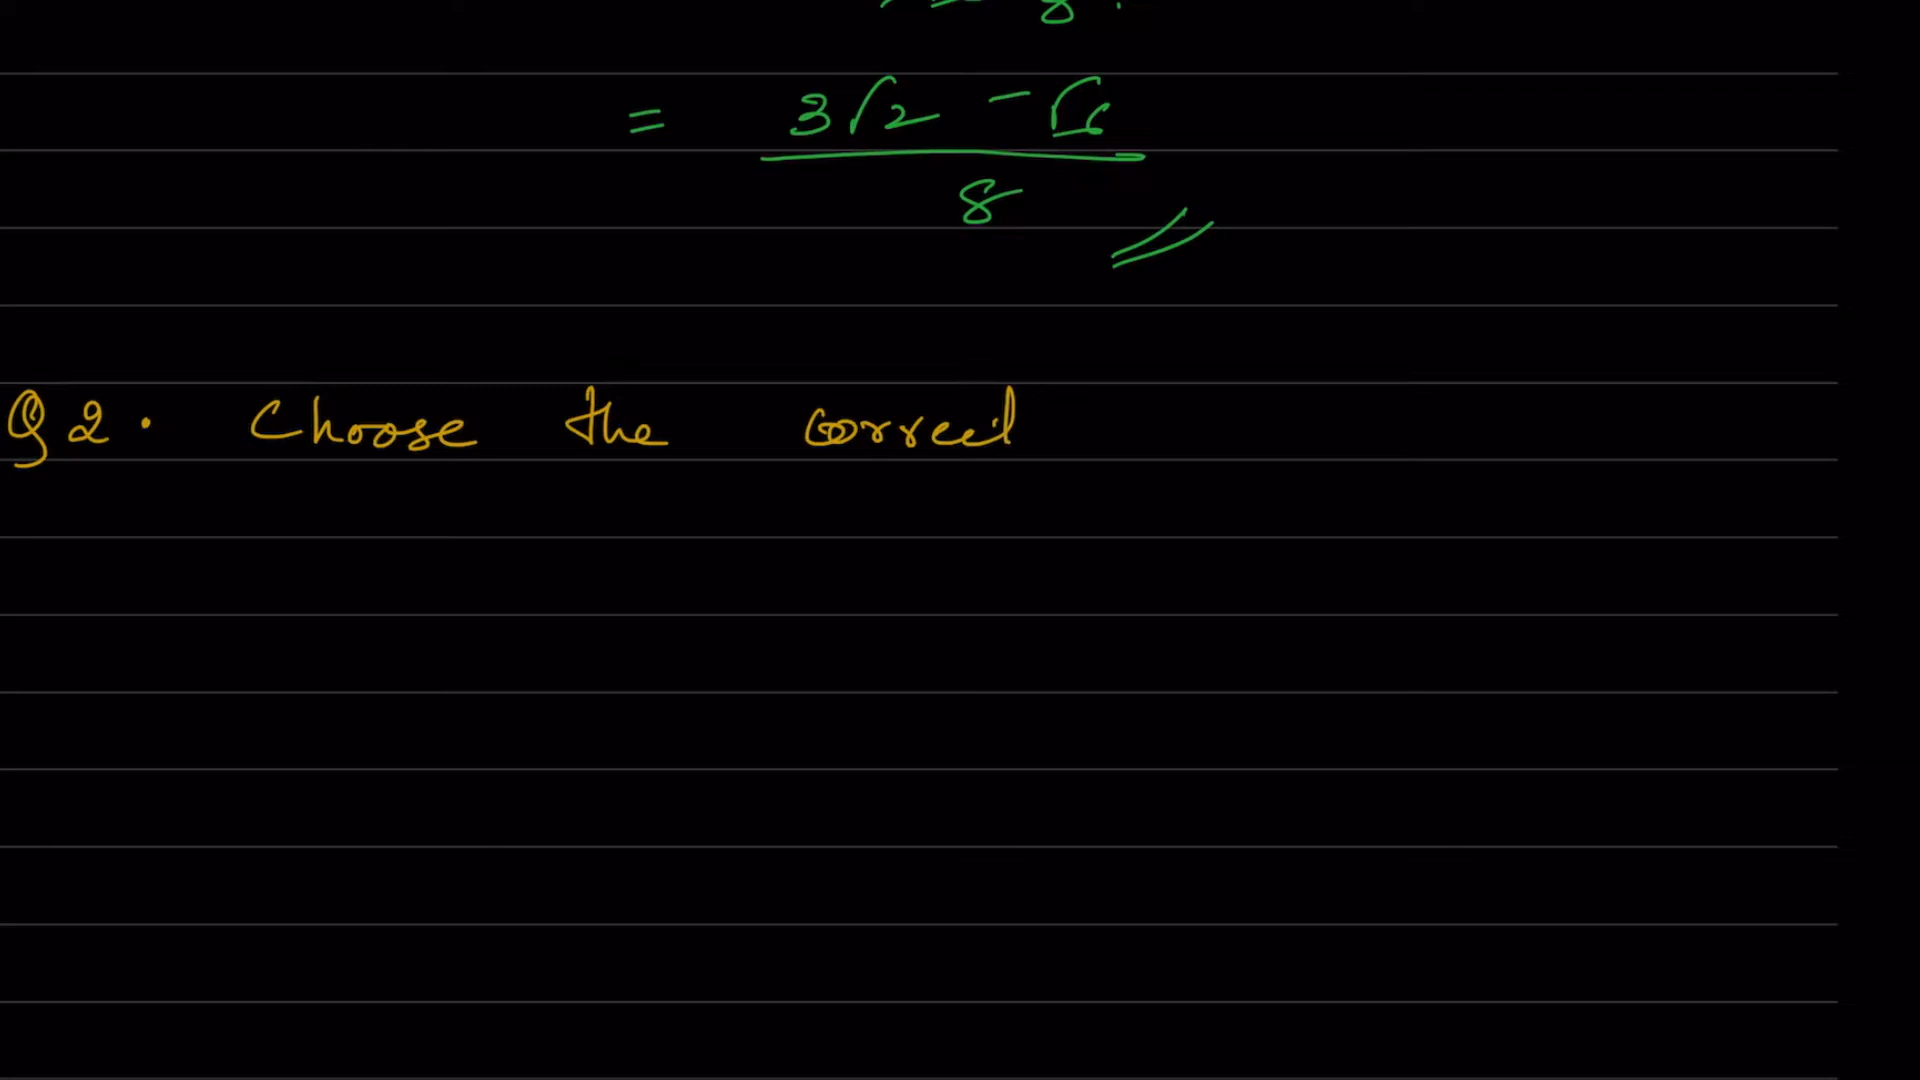 = 3√2 - √6
8
Q2. Choose the correct